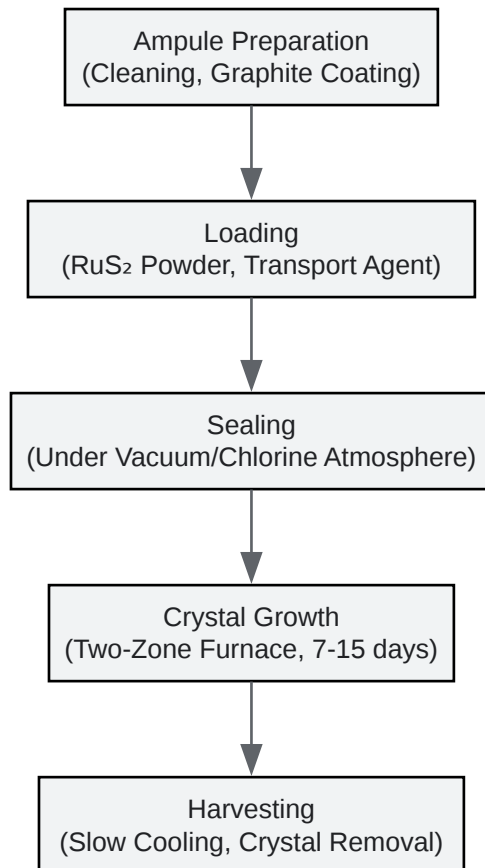 Ampule Preparation
(Cleaning, Graphite Coating)
Loading
(RuS₂ Powder, Transport Agent)
Sealing
(Under Vacuum/Chlorine Atmosphere)
Crystal Growth
(Two-Zone Furnace, 7-15 days)
Harvesting
(Slow Cooling, Crystal Removal)